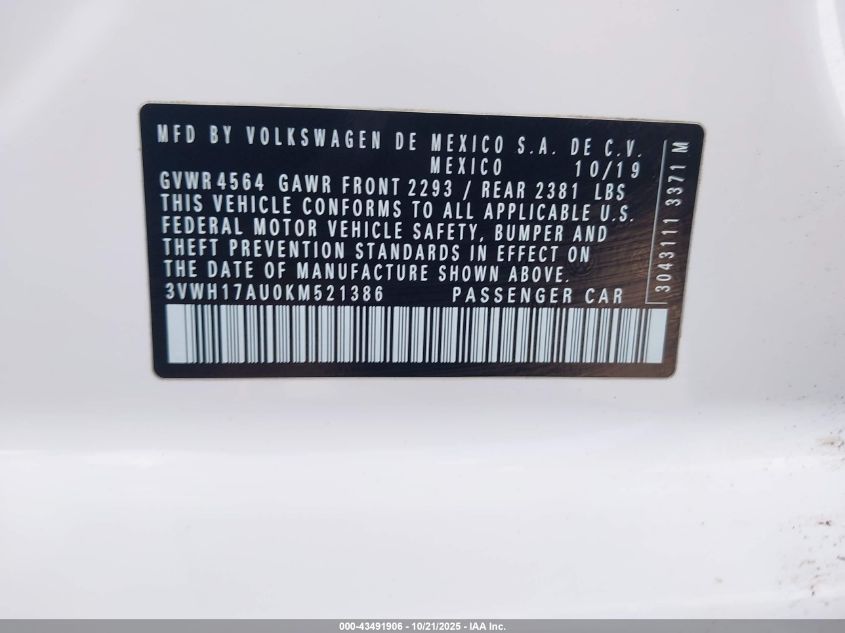 MFD BY VOLKSWAGEN DE MEXICO S.A. DE C.V.
MEXICO 10/19
GVWR 4564 GAWR FRONT 2293 / REAR 2381 LBS
THIS VEHICLE CONFORMS TO ALL APPLICABLE U.S.
FEDERAL MOTOR VEHICLE SAFETY, BUMPER AND
THEFT PREVENTION STANDARDS IN EFFECT ON
THE DATE OF MANUFACTURE SHOWN ABOVE.
3VWH17AU0KM521386 PASSENGER CAR
3043111 3371 M
000-43491906 - 10/21/2025 - IAA Inc.